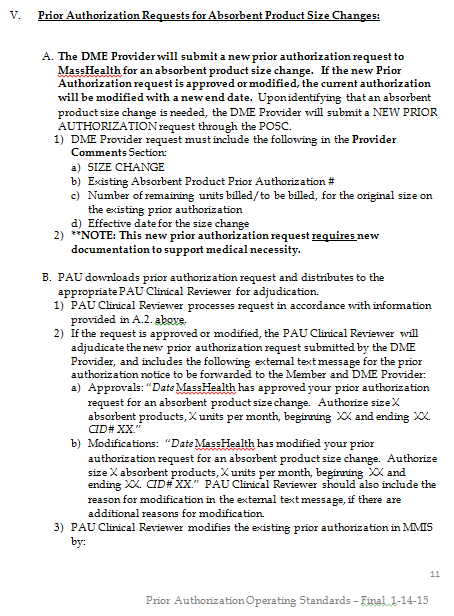 V. Prior Authorization Requests for Absorbent Product Size Changes:
A. The DME Provider will submit a new prior authorization request to
MassHealth for an absorbent product size change. If the new Prior
Authorization request is approved or modified, the current authorization
will be modified with a new end date. Upon identifying that an absorbent
product size change is needed, the DME Provider will submit a NEW PRIOR
AUTHORIZATION request through the POSC.
1) DME Provider request must include the following in the Provider
Comments Section:
a) SIZE CHANGE
b) Existing Absorbent Product Prior Authorization #
c) Number of remaining units billed/to be billed, for the original size on
the existing prior authorization
d) Effective date for the size change
2) **NOTE: This new prior authorization request requires new
documentation to support medical necessity.
B. PAU downloads prior authorization request and distributes to the
appropriate PAU Clinical Reviewer for adjudication.
1) PAU Clinical Reviewer processes request in accordance with information
provided in A.2. above.
2) If the request is approved or modified, the PAU Clinical Reviewer will
adjudicate the new prior authorization request submitted by the DME
Provider, and includes the following external text message for the prior
authorization notice to be forwarded to the Member and DME Provider:
a) Approvals: "Date MassHealth has approved your prior authorization
request for an absorbent product size change. Authorize size X
absorbent products, X units per month, beginning XX and ending XX.
CID# XX."
b) Modifications: "Date MassHealth has modified your prior
authorization request for an absorbent product size change. Authorize
size X absorbent products, X units per month, beginning XX and
ending XX. CID# XX." PAU Clinical Reviewer should also include the
reason for modification in the external text message, if there are
additional reasons for modification.
3) PAU Clinical Reviewer modifies the existing prior authorization in MMIS
by:
11
Prior Authorization Operating Standards – Final 1-14-15